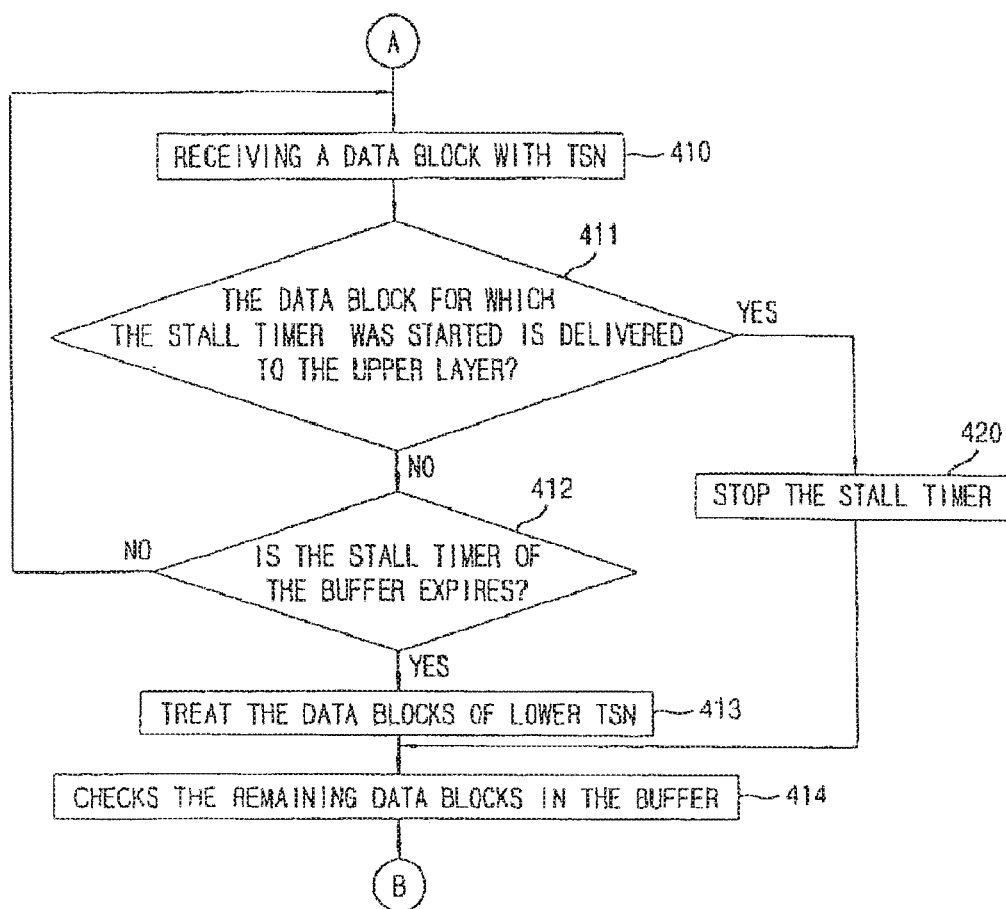 A
RECEIVING A DATA BLOCK WITH TSN
410
411
THE DATA BLOCK FOR WHICH
THE STALL TIMER WAS STARTED IS DELIVERED
TO THE UPPER LAYER?
YES
420
STOP THE STALL TIMER
NO
412
NO
IS THE STALL TIMER OF
THE BUFFER EXPIRES?
YES
TREAT THE DATA BLOCKS OF LOWER TSN
413
CHECKS THE REMAINING DATA BLOCKS IN THE BUFFER
414
B